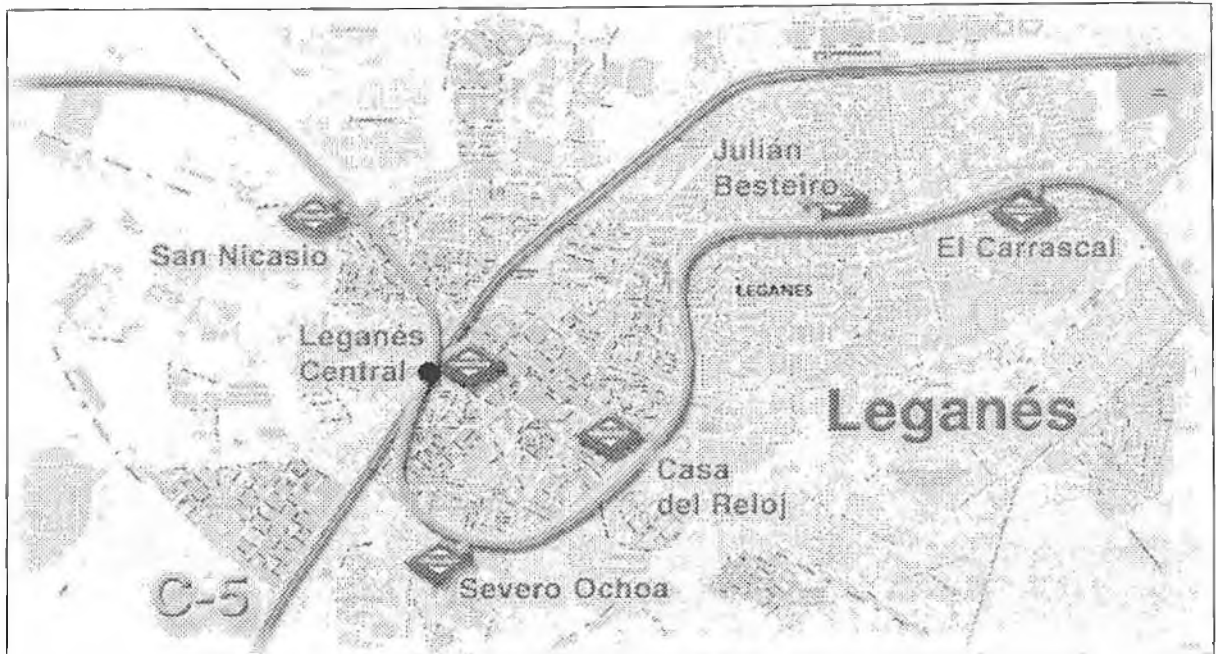 Julián
Besteiro
San Nicasio
El Carrascal
LEGANES
Leganés
Central
Leganés
Casa
del Reloj
C-5
Severo Ochoa